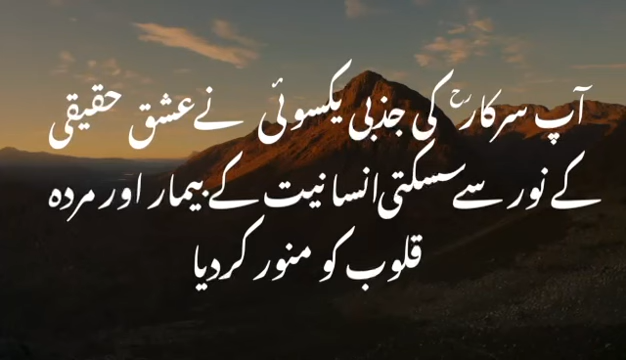 آپ سرکارؒ کی جذبی یکسوئی نے عشق حقیقی
کے نور سے سسکتی انسانیت کے بیمار اور مردہ
قلوب کو منور کردیا